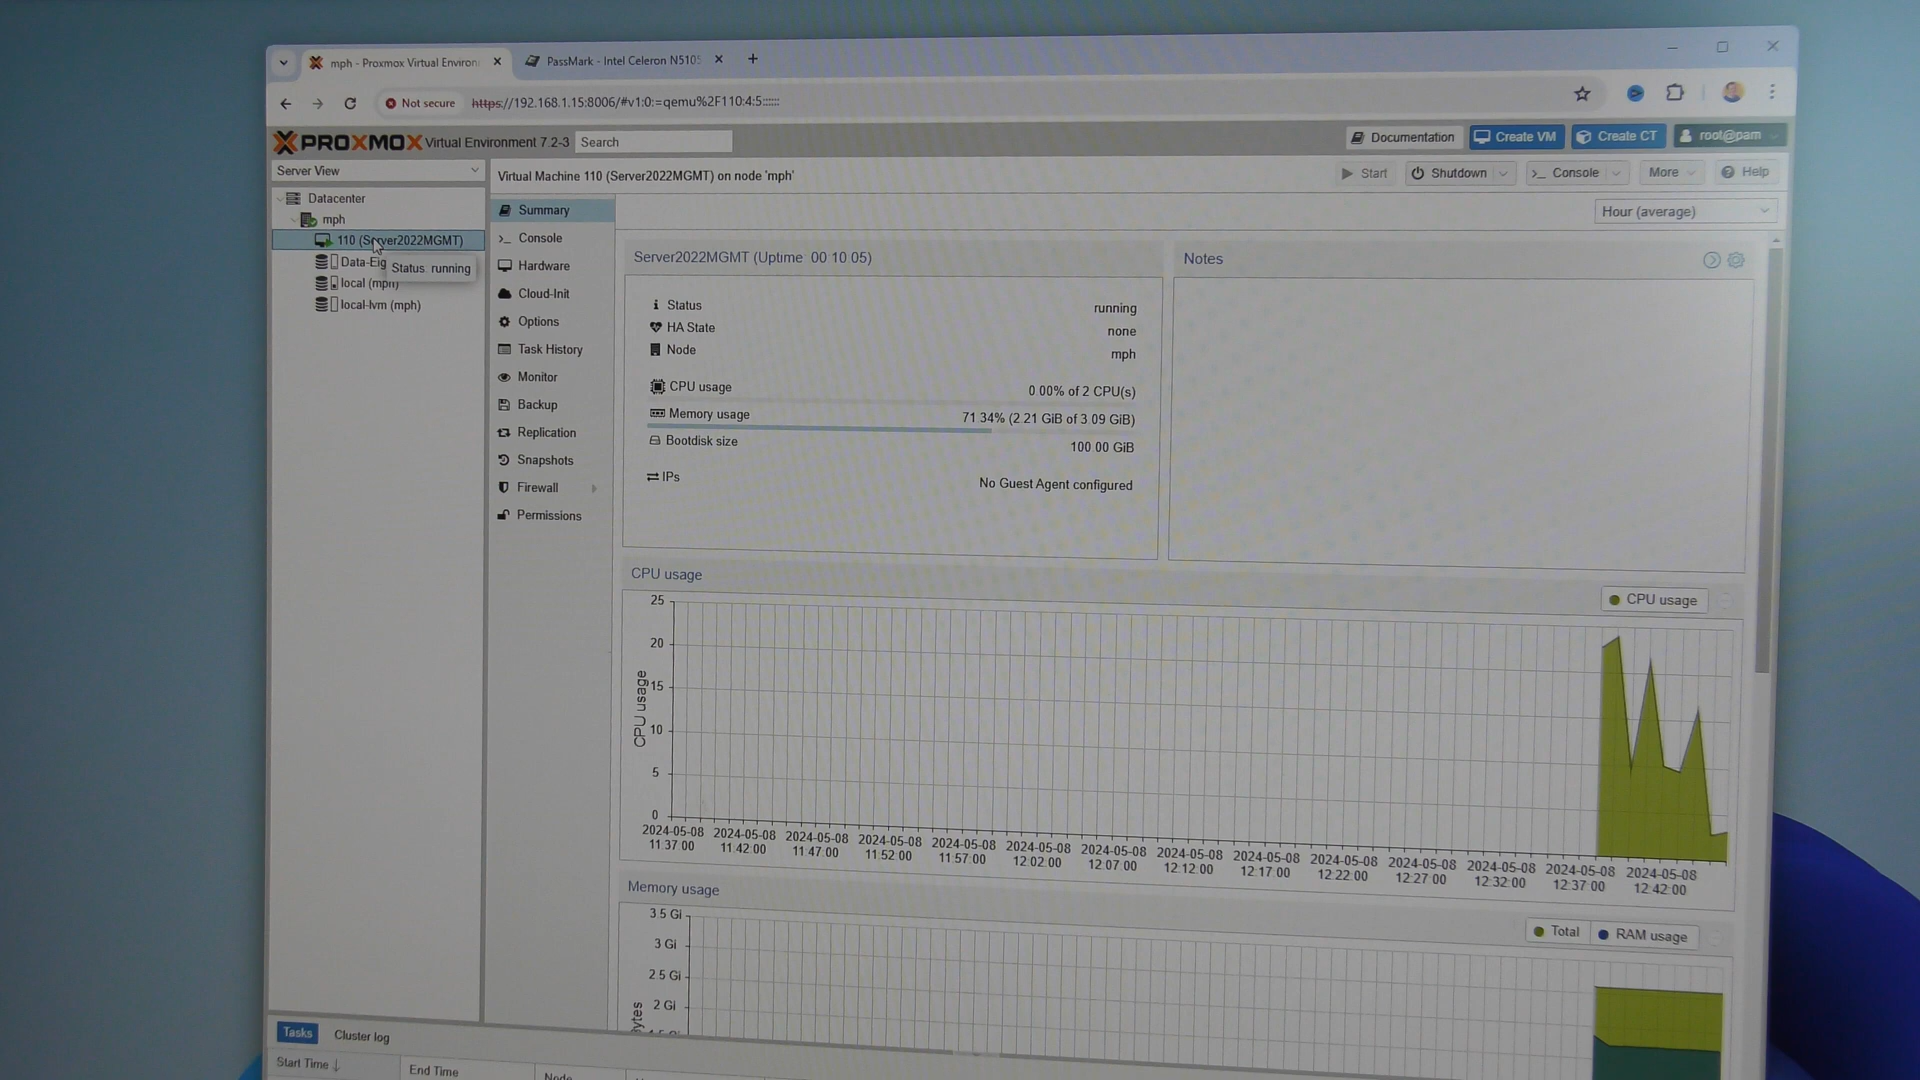 mph - Proxmox Virtual Environ
PassMark - Intel Celeron N5105
Not secure https://192.168.1.15:8006/#v1:0:=qemu%2F110:4:5::::::
PROXMOX Virtual Environment 7.2-3 Search
Documentation Create VM Create CT root@pam
Server View
Virtual Machine 110 (Server2022MGMT) on node 'mph'
Start Shutdown Console More Help
Datacenter
mph
110 (Server2022MGMT)
Data-Eig
Status: running
local (mph)
local-lvm (mph)
Summary
Console
Hardware
Cloud-Init
Options
Task History
Monitor
Backup
Replication
Snapshots
Firewall
Permissions
Hour (average)
Server2022MGMT (Uptime: 00:10:05)
Status running
HA State none
Node mph
CPU usage 0.00% of 2 CPU(s)
Memory usage 71.34% (2.21 GiB of 3.09 GiB)
Bootdisk size 100.00 GiB
IPs No Guest Agent configured
Notes
CPU usage
CPU usage
25
20
15
10
5
0
CPU usage
2024-05-08 2024-05-08 2024-05-08 2024-05-08 2024-05-08 2024-05-08 2024-05-08 2024-05-08 2024-05-08 2024-05-08 2024-05-08 2024-05-08 2024-05-08 2024-05-08
11:37:00 11:42:00 11:47:00 11:52:00 11:57:00 12:02:00 12:07:00 12:12:00 12:17:00 12:22:00 12:27:00 12:32:00 12:37:00 12:42:00
Memory usage
Total RAM usage
3.5 Gi
3 Gi
2.5 Gi
2 Gi
Tasks Cluster log
Start Time End Time Node